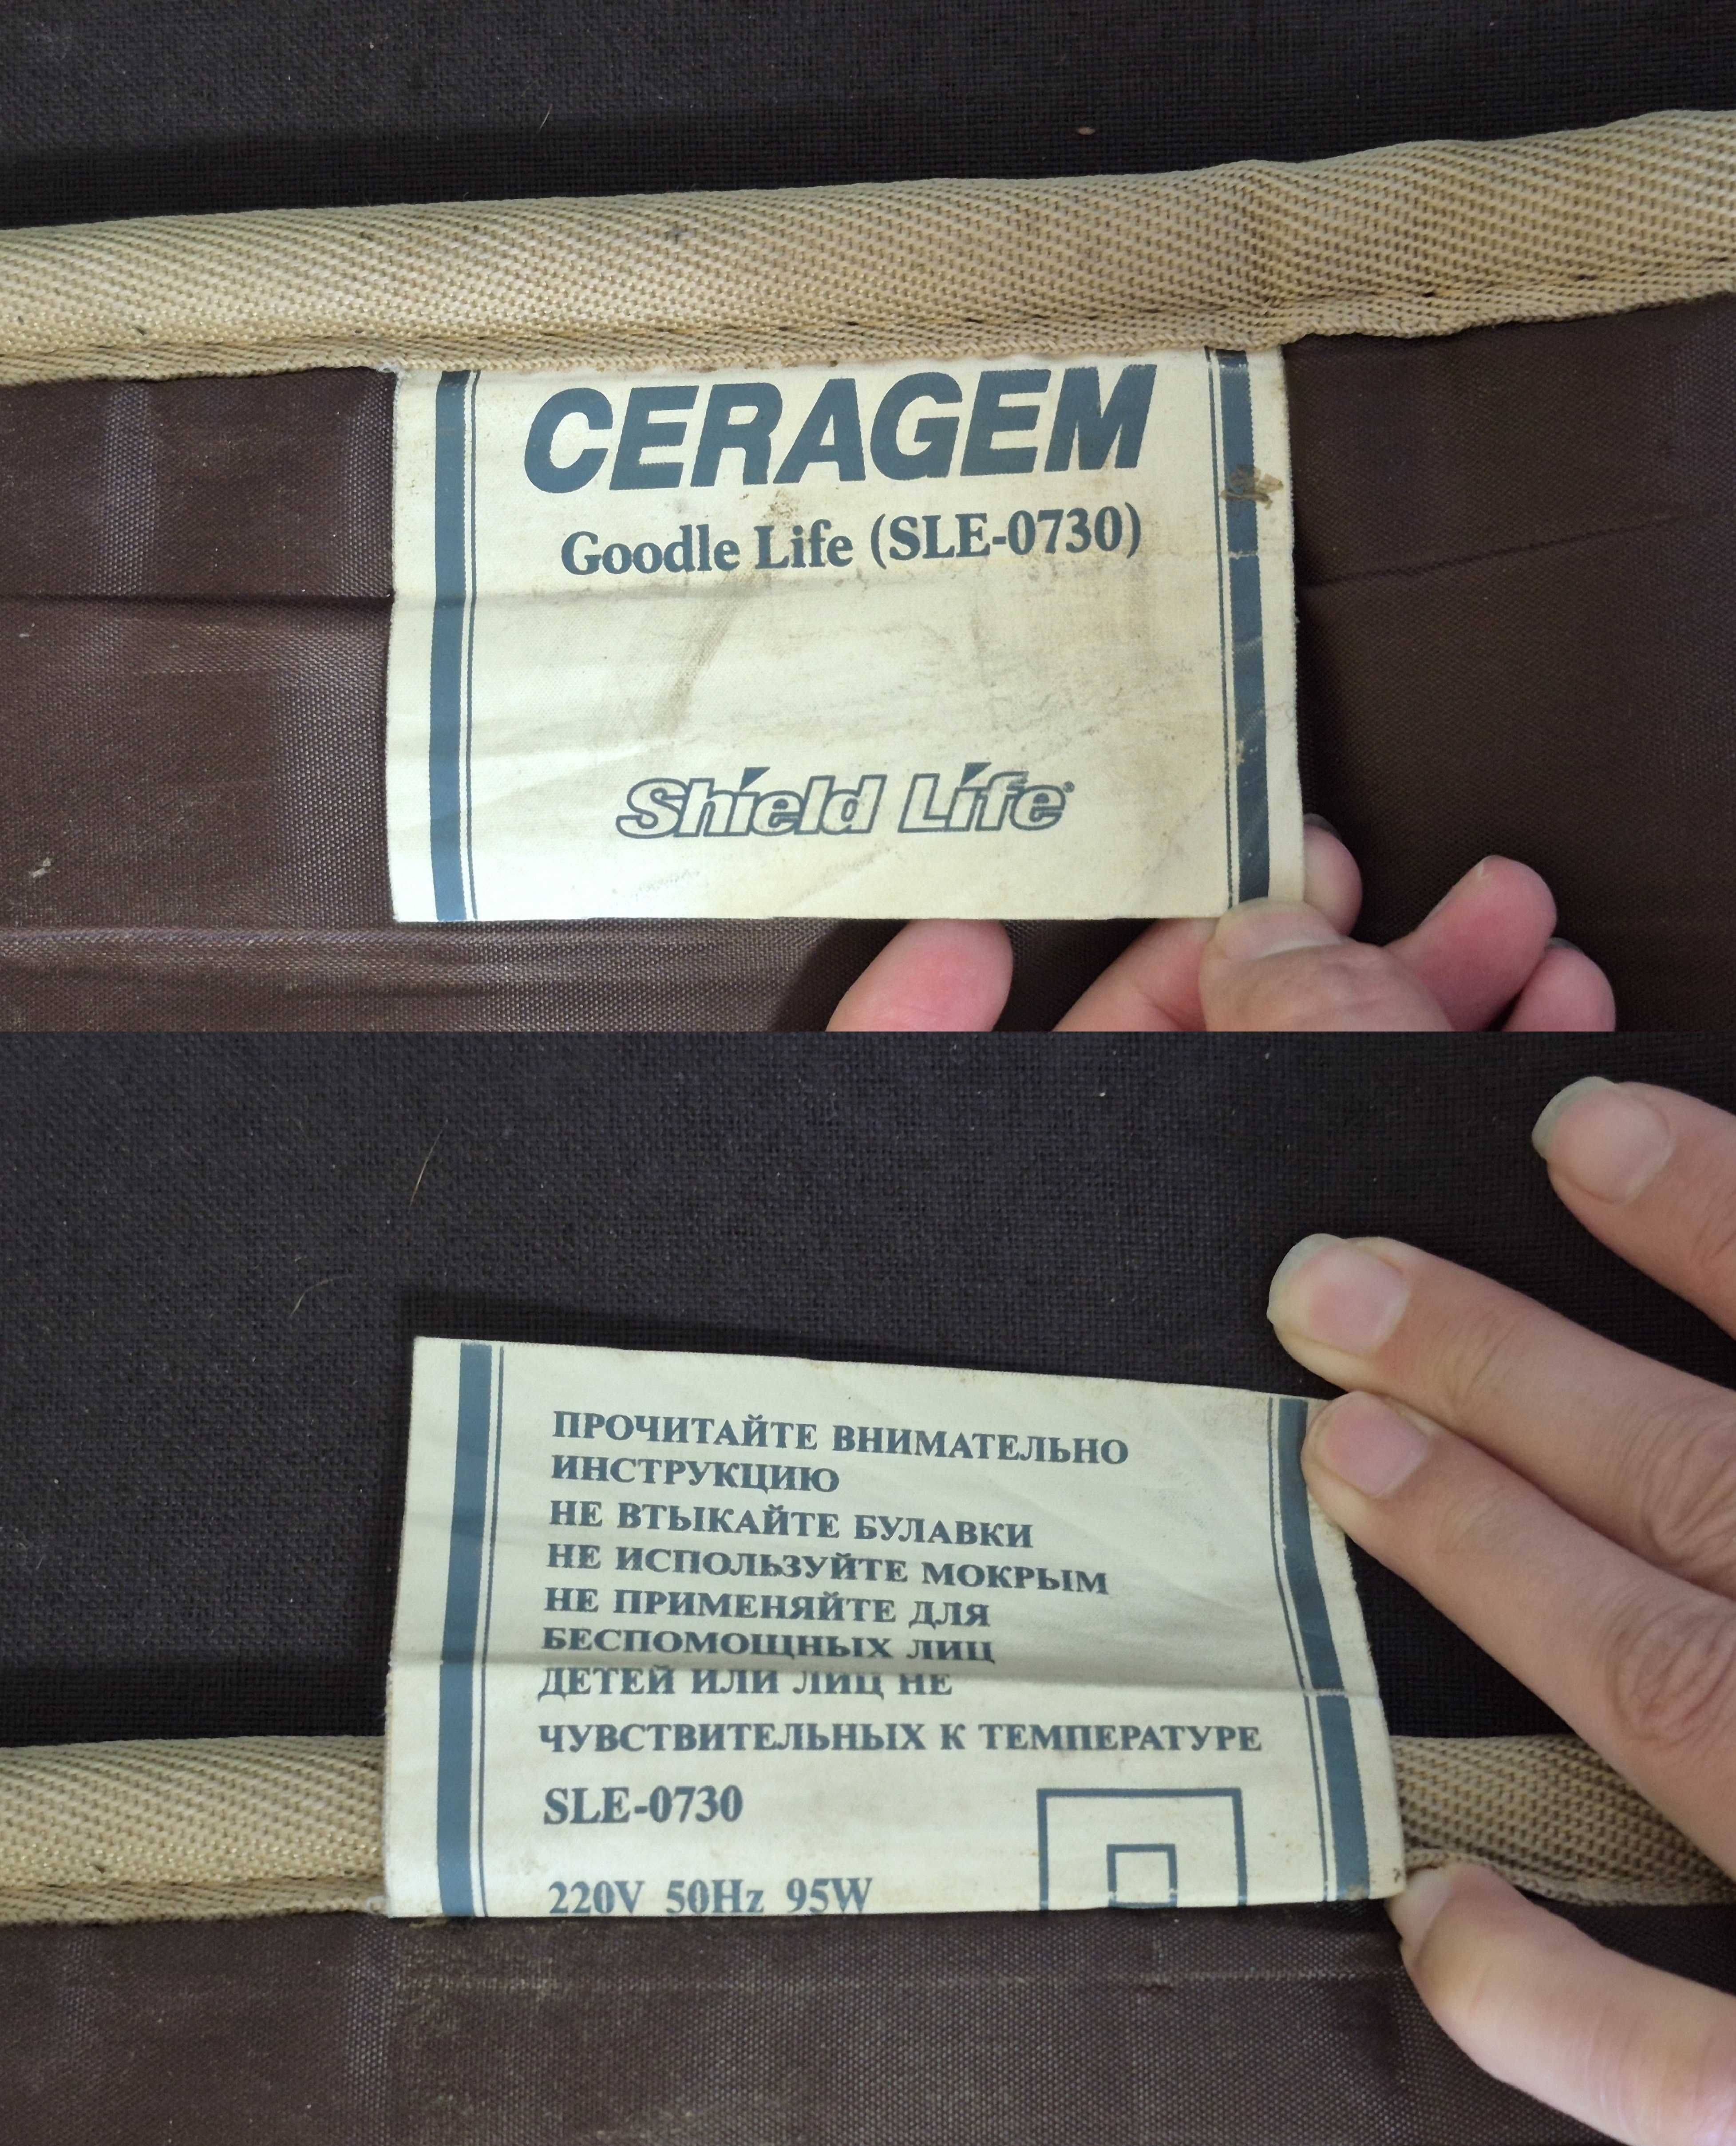 CERAGEM
Goodle Life (SLE-0730)
Shield Life®
ПРОЧИТАЙТЕ ВНИМАТЕЛЬНО
ИНСТРУКЦИЮ
НЕ ВТЫКАЙТЕ БУЛАВКИ
НЕ ИСПОЛЬЗУЙТЕ МОКРЫМ
НЕ ПРИМЕНЯЙТЕ ДЛЯ
БЕСПОМОЩНЫХ ЛИЦ
ДЕТЕЙ ИЛИ ЛИЦ НЕ
ЧУВСТВИТЕЛЬНЫХ К ТЕМПЕРАТУРЕ
SLE-0730
220V 50Hz 95W